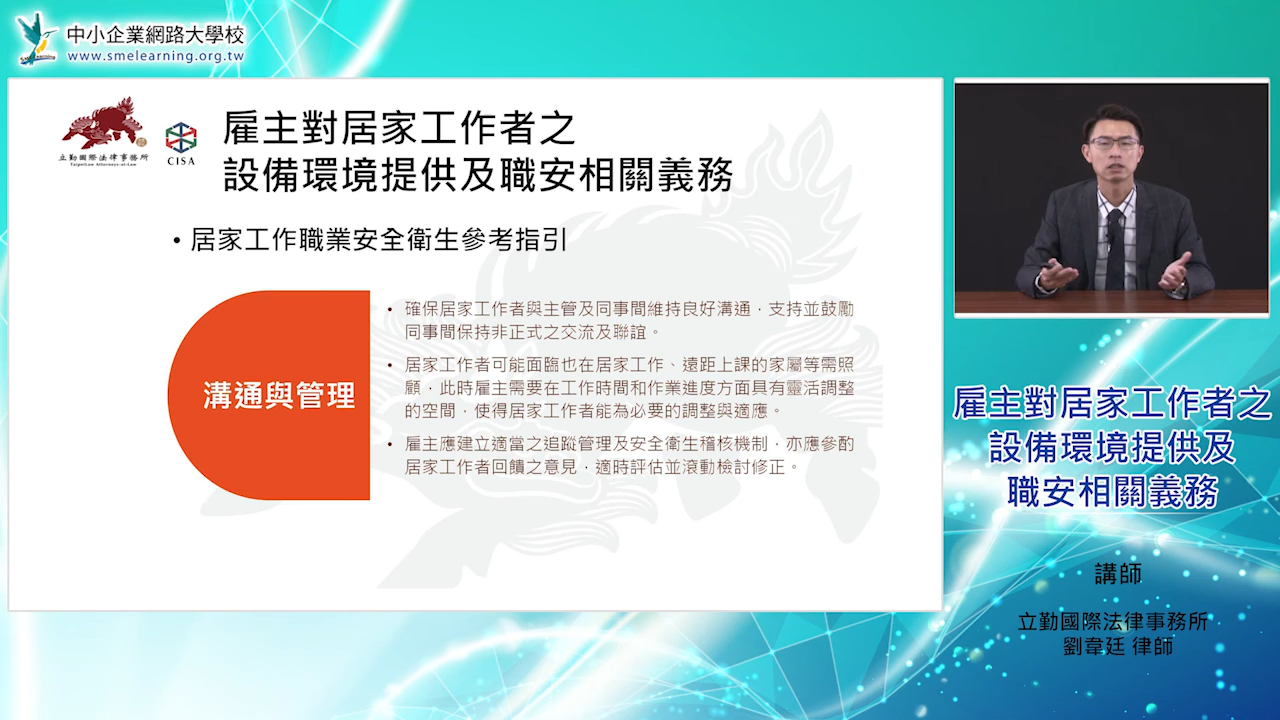 中小企業網路大學校
www.smelearning.org.tw
立勤國際法律事務所
TaipeiLaw Attorneys-at-Law
CISA
雇主對居家工作者之
設備環境提供及職安相關義務
• 居家工作職業安全衛生參考指引
溝通與管理
• 確保居家工作者與主管及同事間維持良好溝通，支持並鼓勵
同事間保持非正式之交流及聯誼。
• 居家工作者可能面臨也在居家工作、遠距上課的家屬等需照
顧，此時雇主需要在工作時間和作業進度方面具有靈活調整
的空間，使得居家工作者能為必要的調整與適應。
• 雇主應建立適當之追蹤管理及安全衛生稽核機制，亦應參酌
居家工作者回饋之意見，適時評估並滾動檢討修正。
雇主對居家工作者之
設備環境提供及
職安相關義務
講師
立勤國際法律事務所
劉韋廷 律師